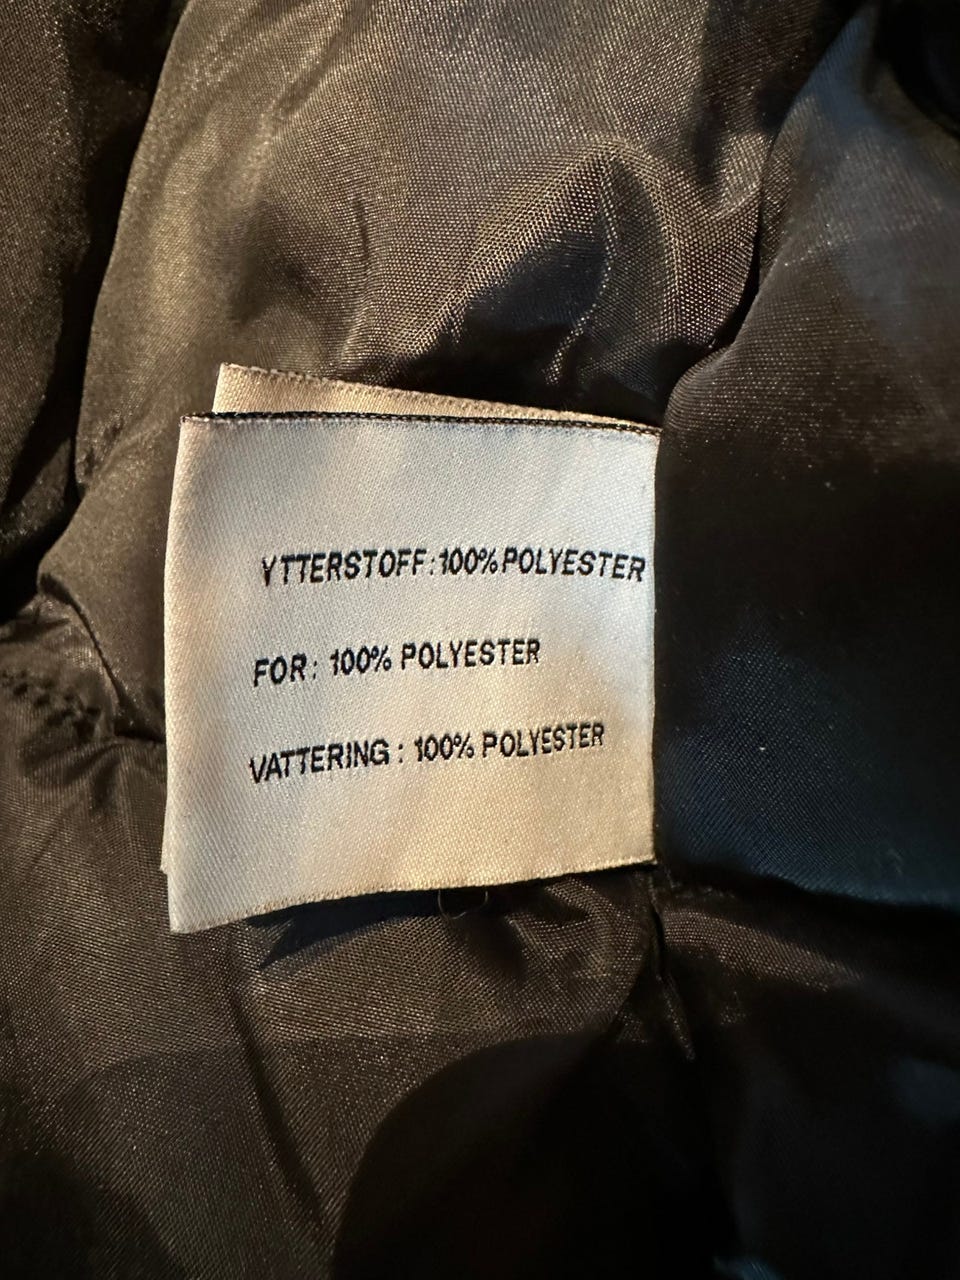 YTTERSTOFF: 100% POLYESTER
FOR: 100% POLYESTER
VATTERING: 100% POLYESTER